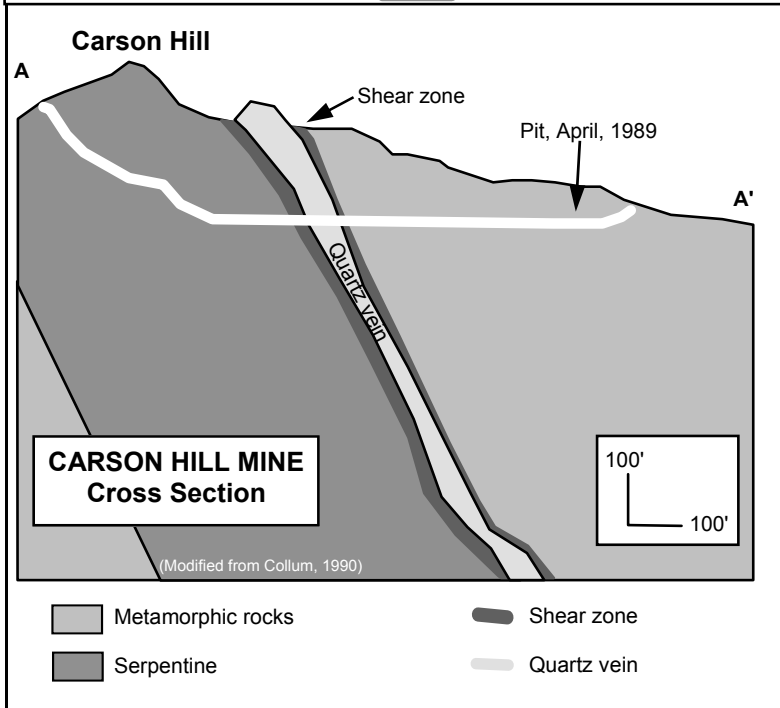 Carson Hill
A
Shear zone
Pit, April, 1989
A'
Quartz vein
CARSON HILL MINE
Cross Section
100'
100'
(Modified from Collum, 1990)
Metamorphic rocks
Shear zone
Serpentine
Quartz vein